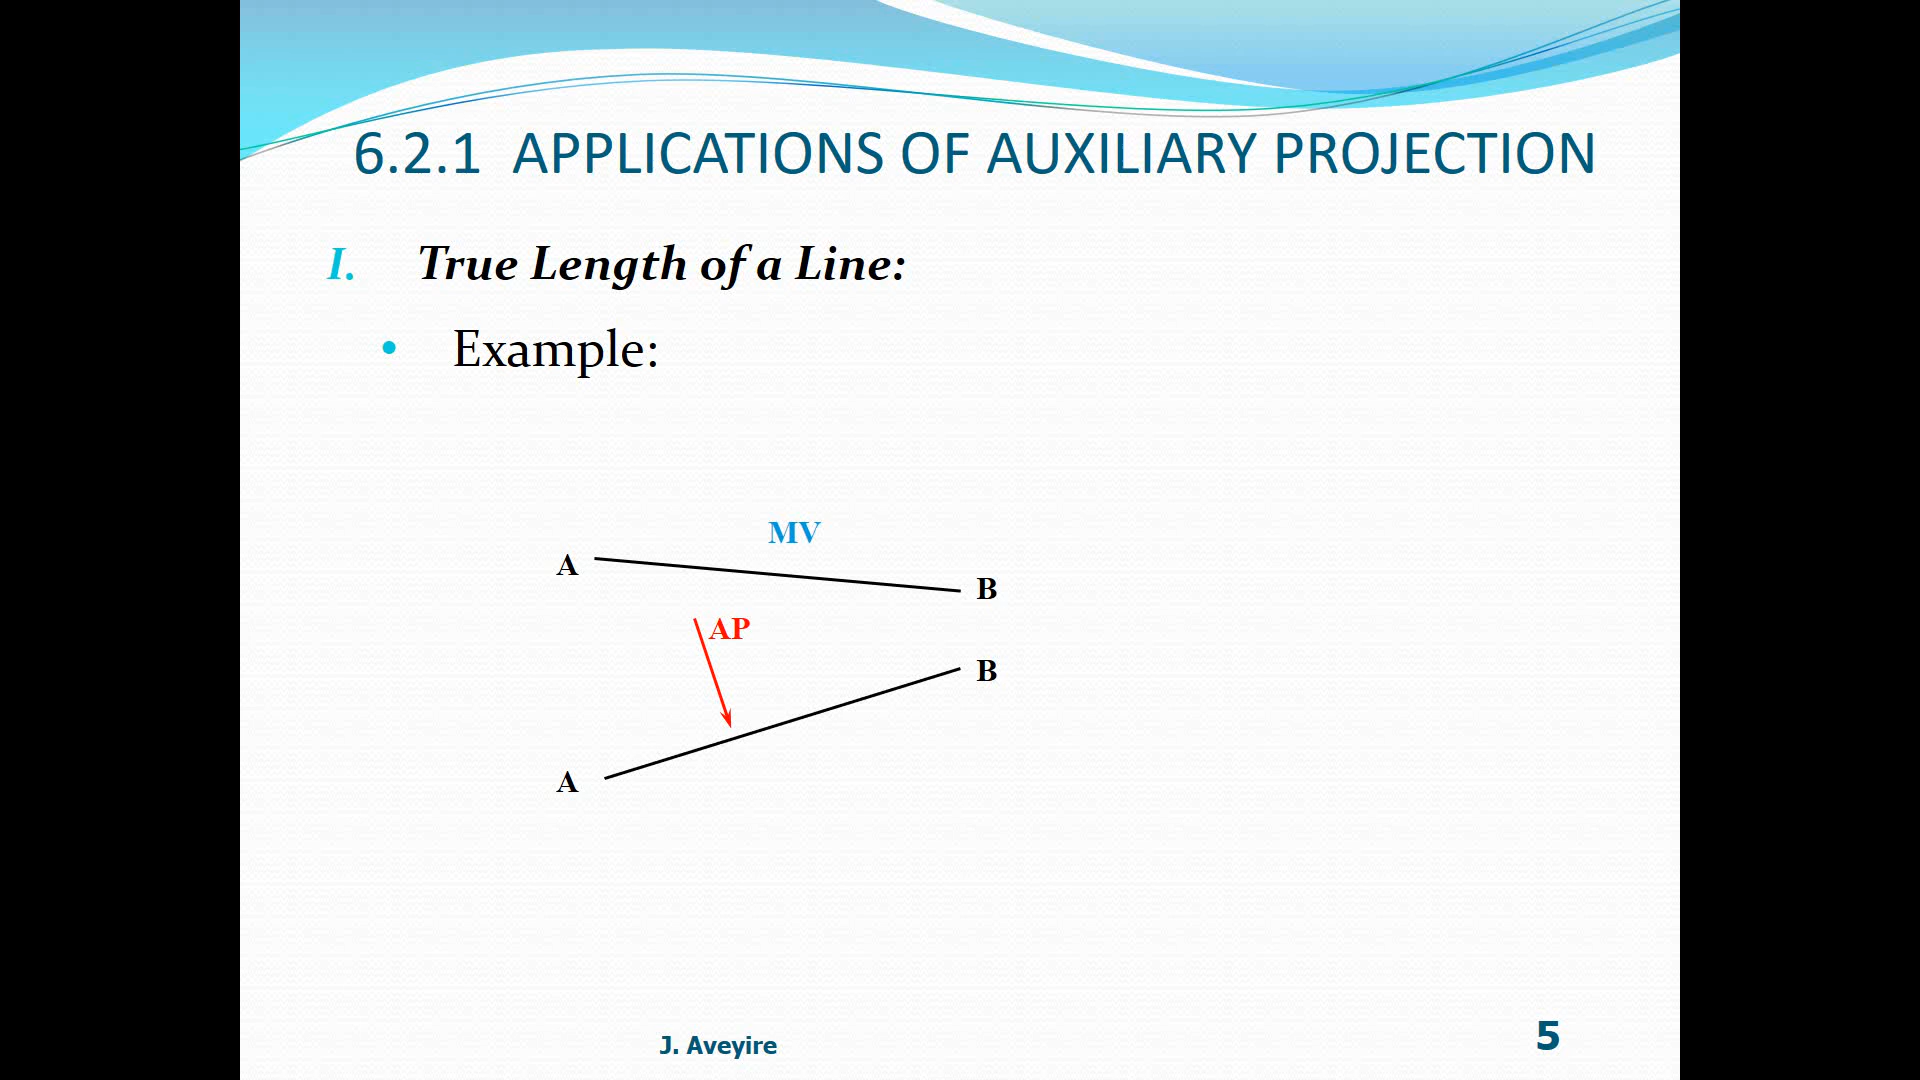 6.2.1 APPLICATIONS OF AUXILIARY PROJECTION
I. True Length of a Line:
• Example:
MV
A
B
AP
B
A
J. Aveyire
5